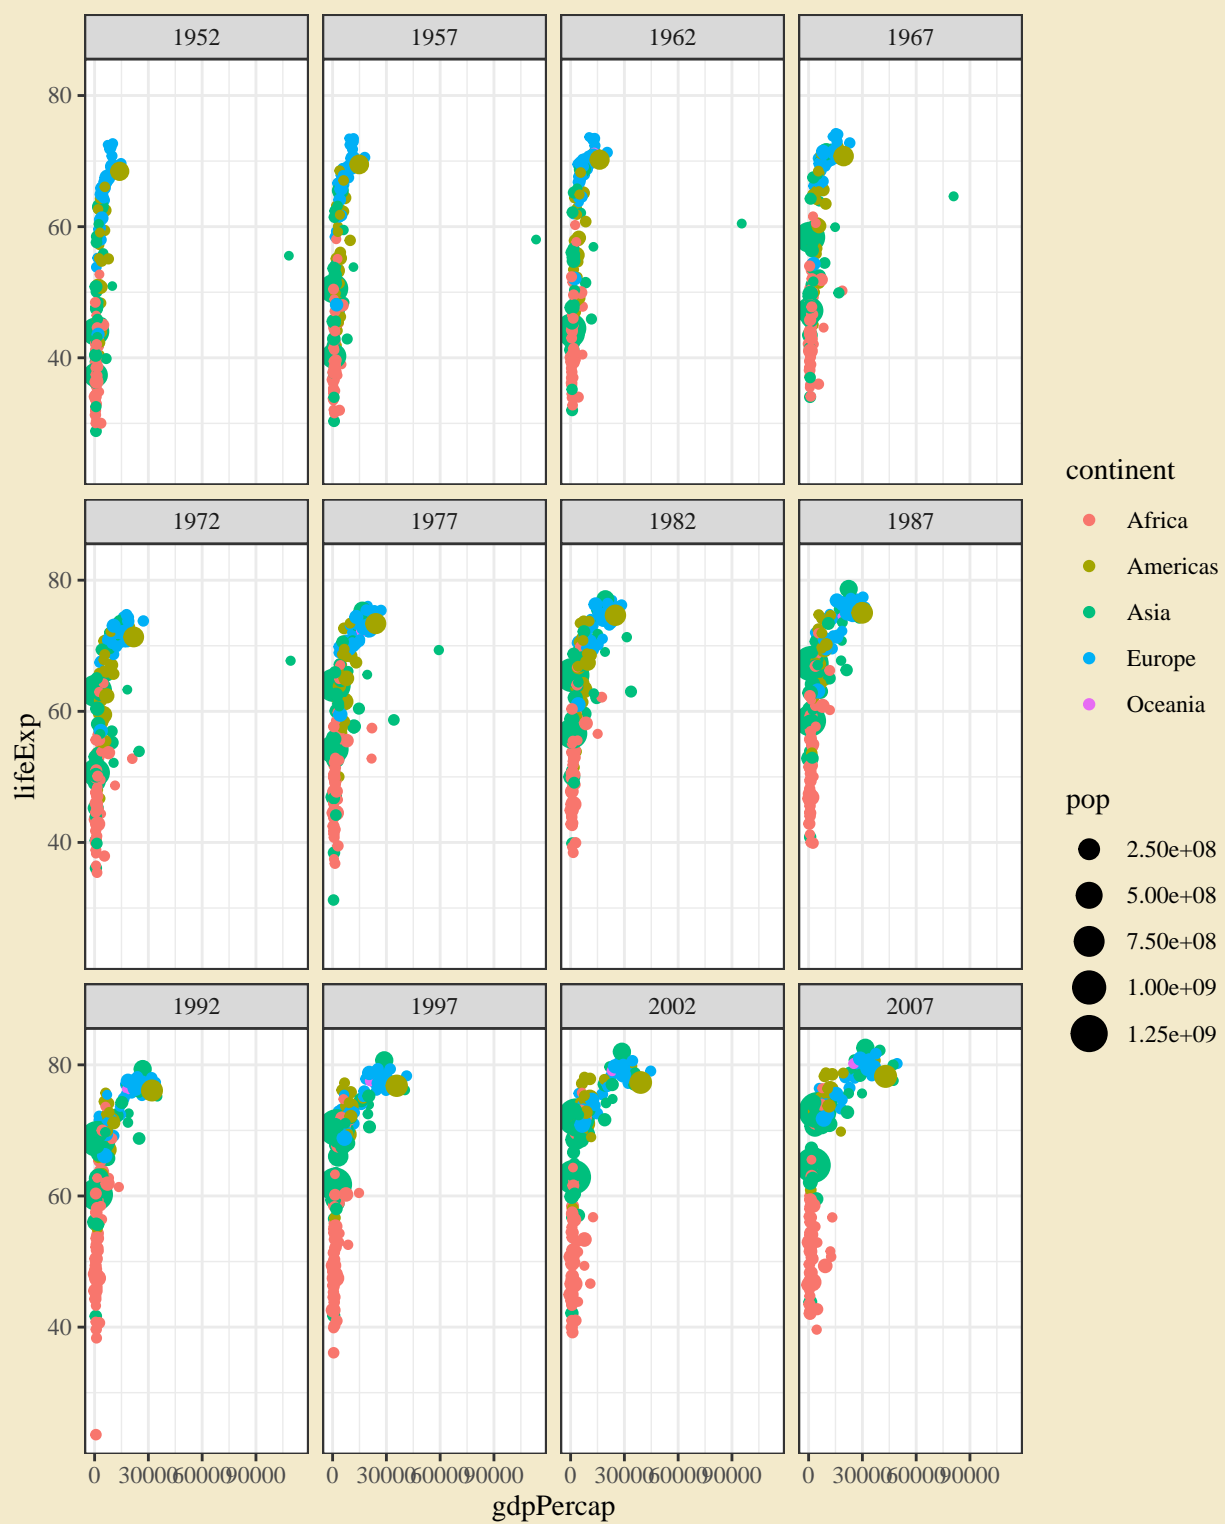 1952 1957 1962 1967
80
60
40
1972 1977 1982 1987
80
60
40
1992 1997 2002 2007
80
60
40
0 30000 60000 90000 0 30000 60000 90000 0 30000 60000 90000 0 30000 60000 90000
gdpPercap
lifeExp
continent
Africa
Americas
Asia
Europe
Oceania
pop
2.50e+08
5.00e+08
7.50e+08
1.00e+09
1.25e+09